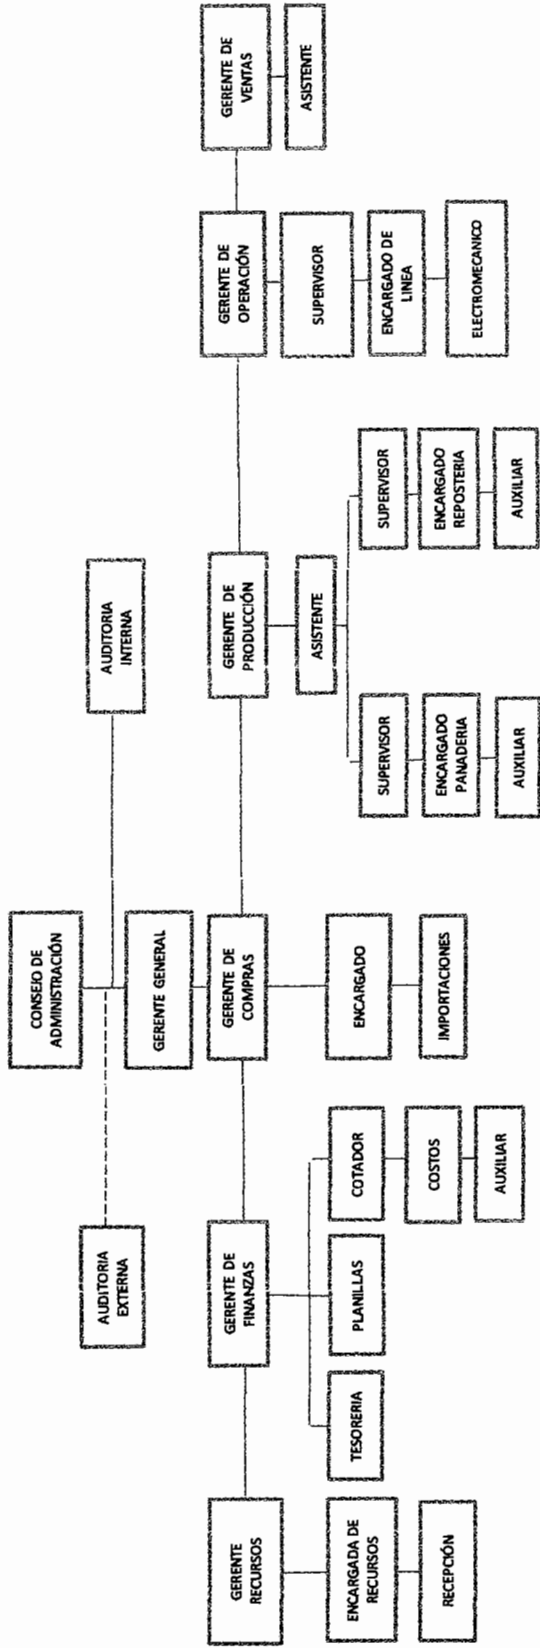 CONSEJO DE
ADMINISTRACIÓN
AUDITORIA
EXTERNA
AUDITORIA
INTERNA
GERENTE GENERAL
GERENTE
RECURSOS
GERENTE DE
FINANZAS
GERENTE DE
COMPRAS
GERENTE DE
PRODUCCIÓN
GERENTE DE
OPERACIÓN
GERENTE DE
VENTAS
ENCARGADA DE
RECURSOS
RECEPCIÓN
TESORERIA
PLANILLAS
COTADOR
COSTOS
AUXILIAR
ENCARGADO
IMPORTACIONES
ASISTENTE
SUPERVISOR
ENCARGADO
PANADERIA
AUXILIAR
SUPERVISOR
ENCARGADO
REPOSTERIA
AUXILIAR
SUPERVISOR
ENCARGADO DE
LINEA
ELECTROMECANICO
ASISTENTE